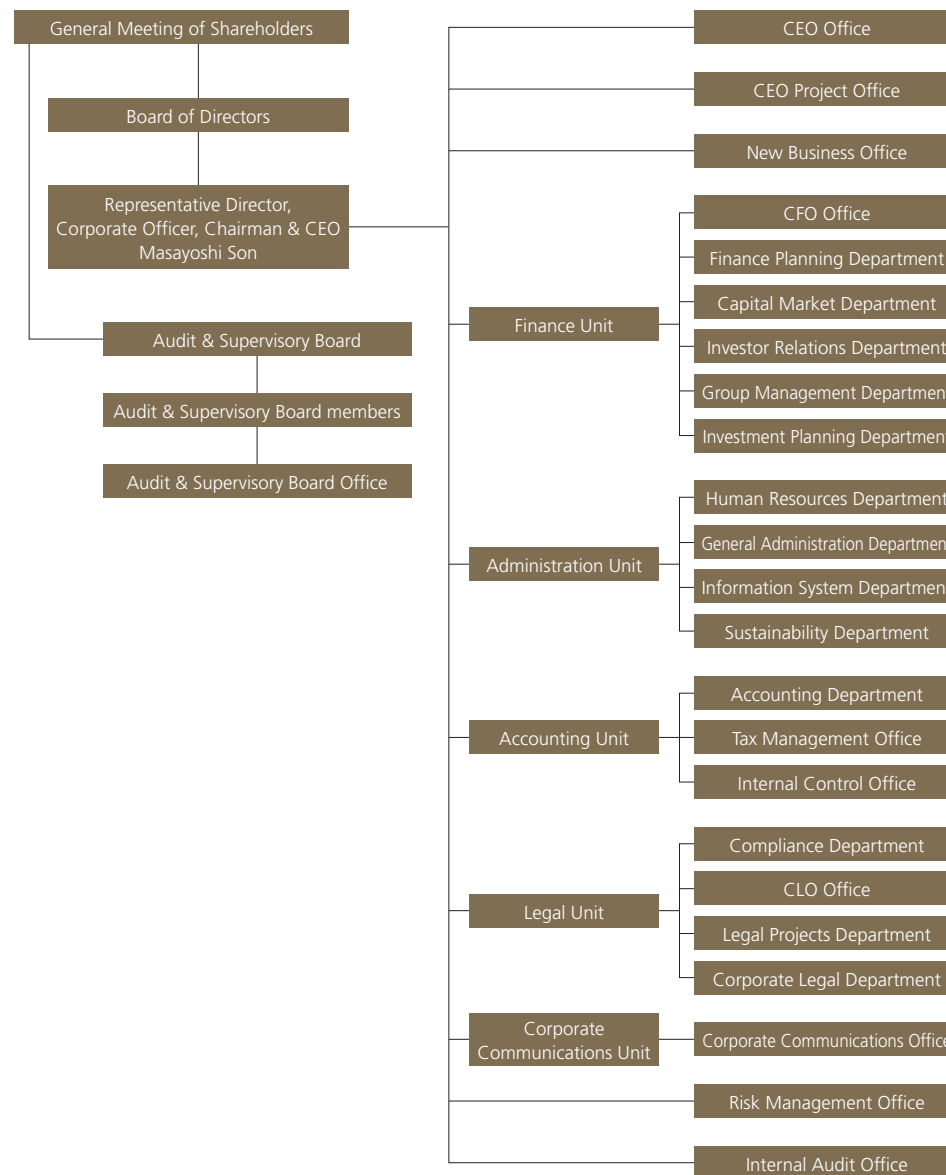 General Meeting of Shareholders
Board of Directors
Representative Director,
Corporate Officer, Chairman & CEO
Masayoshi Son
Audit & Supervisory Board
Audit & Supervisory Board members
Audit & Supervisory Board Office
CEO Office
CEO Project Office
New Business Office
Finance Unit
CFO Office
Finance Planning Department
Capital Market Department
Investor Relations Department
Group Management Department
Investment Planning Department
Administration Unit
Human Resources Department
General Administration Department
Information System Department
Sustainability Department
Accounting Unit
Accounting Department
Tax Management Office
Internal Control Office
Legal Unit
Compliance Department
CLO Office
Legal Projects Department
Corporate Legal Department
Corporate
Communications Unit
Corporate Communications Office
Risk Management Office
Internal Audit Office